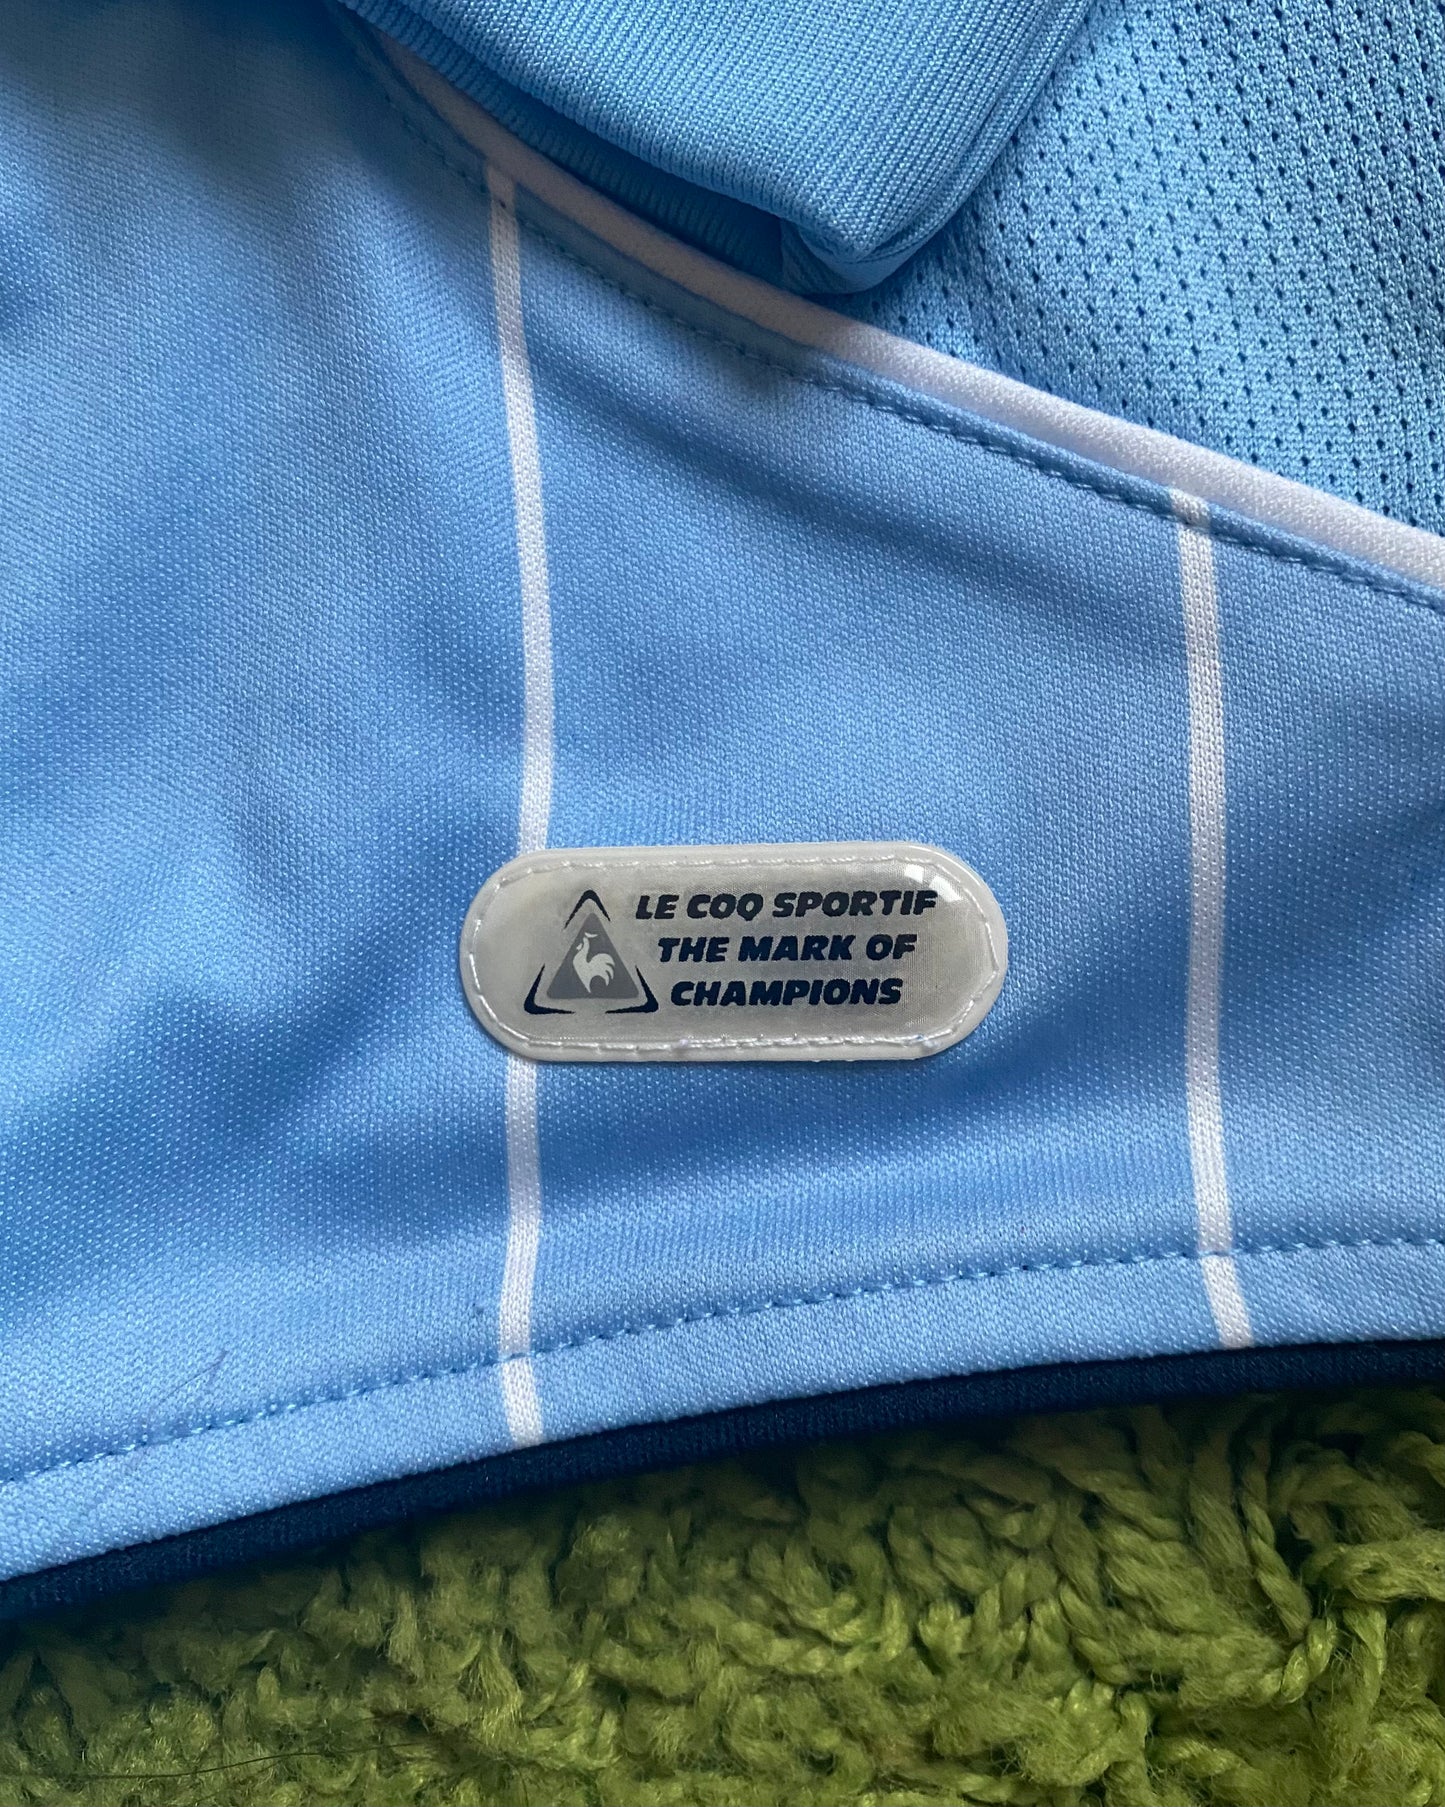 LE COQ SPORTIF
THE MARK OF
CHAMPIONS